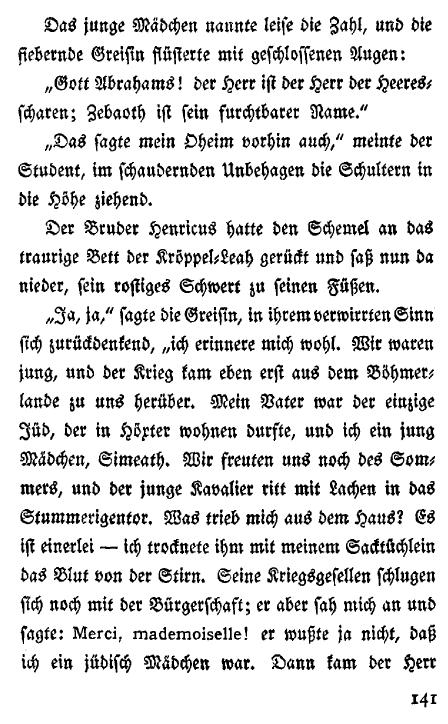 Das junge Mädchen nannte leise die Zahl, und die
fiebernde Greisin flüsterte mit geschlossenen Augen:
„Gott Abrahams! der Herr ist der Herr der Heeres-
scharen; Zebaoth ist sein furchtbarer Name.“
„Das sagte mein Oheim vorhin auch,“ meinte der
Student, im schaudernden Unbehagen die Schultern in
die Höhe ziehend.
Der Bruder Henricus hatte den Schemel an das
traurige Bett der Kröppel-Leah gerückt und saß nun da
nieder, sein rostiges Schwert zu seinen Füßen.
„Ja, ja,“ sagte die Greisin, in ihrem verwirrten Sinn
sich zurückdenkend, „ich erinnere mich wohl. Wir waren
jung, und der Krieg kam eben erst aus dem Böhmer-
lande zu uns herüber. Mein Vater war der einzige
Jüd, der in Höxter wohnen durfte, und ich ein jung
Mädchen, Simeath. Wir freuten uns noch des Som-
mers, und der junge Kavalier ritt mit Lachen in das
Stummerigentor. Was trieb mich aus dem Haus? Es
ist einerlei — ich trocknete ihm mit meinem Sacktüchlein
das Blut von der Stirn. Seine Kriegsgesellen schlugen
sich noch mit der Bürgerschaft; er aber sah mich an und
sagte: Merci, mademoiselle! er wußte ja nicht, daß
ich ein jüdisch Mädchen war. Dann kam der Herr
141